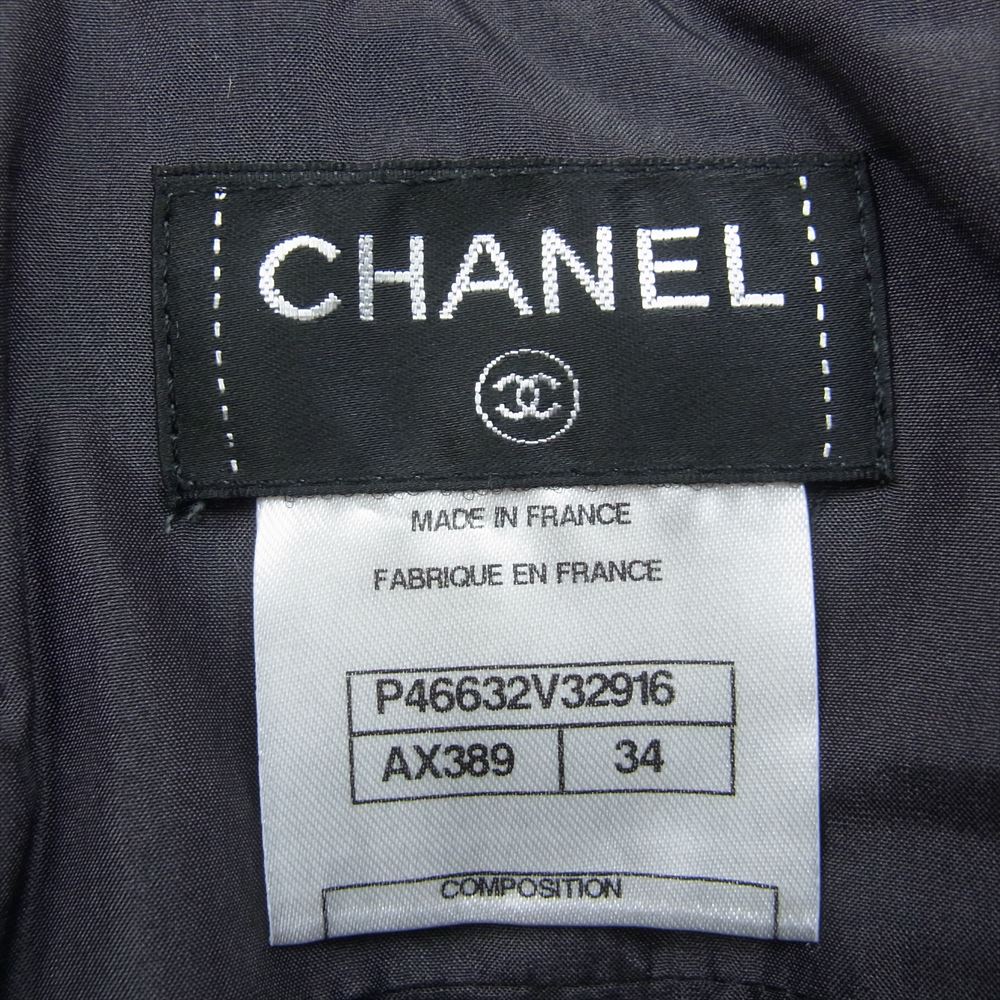 CHANEL
MADE IN FRANCE
FABRIQUE EN FRANCE
P46632V32916
AX389 34
COMPOSITION